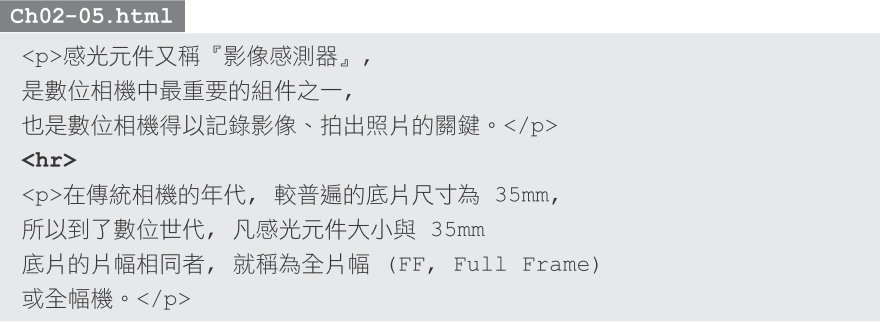 Ch02-05.html
<p>感光元件又稱『影像感測器』,
是數位相機中最重要的組件之一,
也是數位相機得以記錄影像、拍出照片的關鍵。</p>
<hr>
<p>在傳統相機的年代, 較普遍的底片尺寸為 35mm,
所以到了數位世代, 凡感光元件大小與 35mm
底片的片幅相同者, 就稱為全片幅 (FF, Full Frame)
或全幅機。</p>